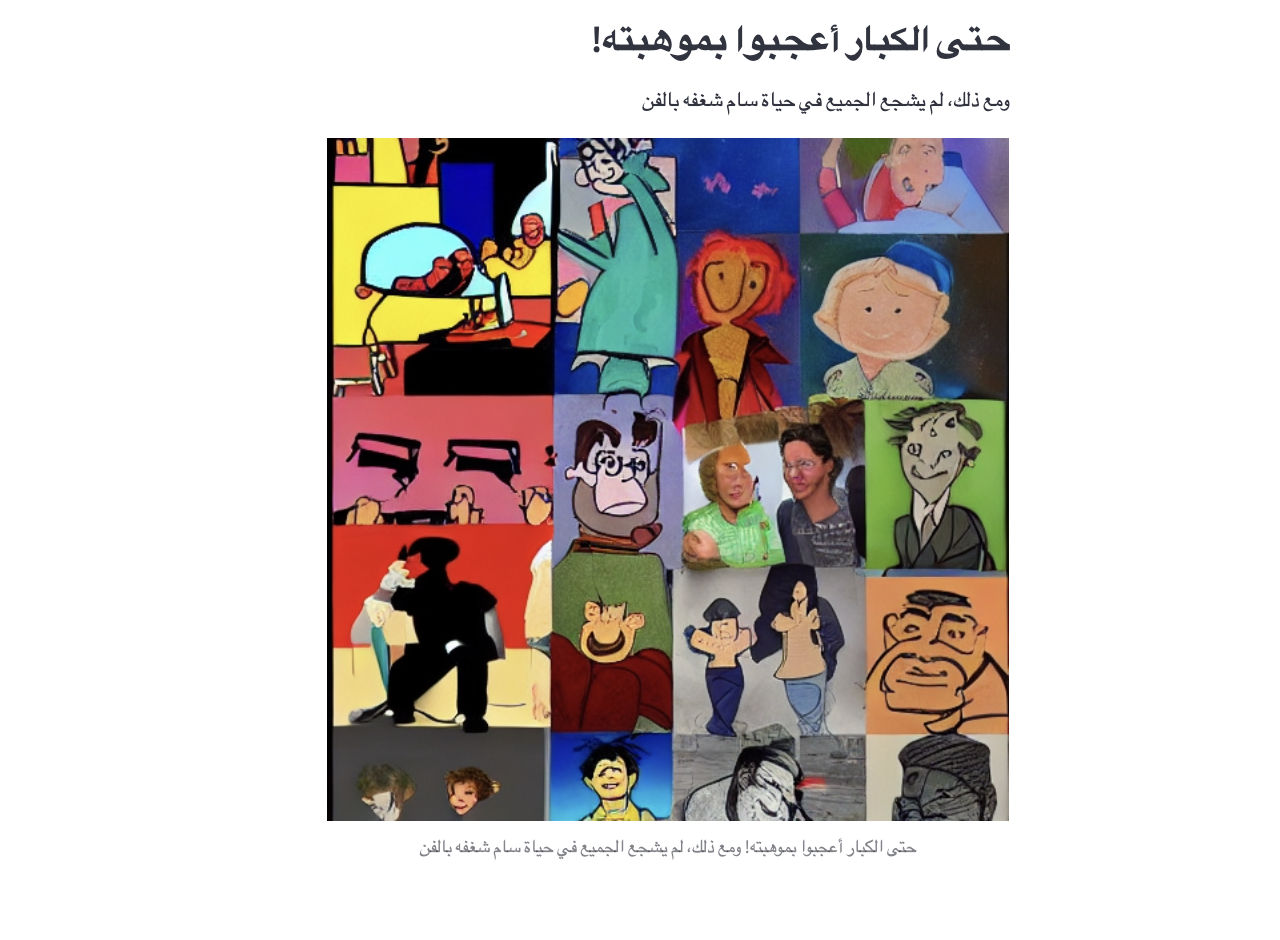 حتى الكبار أعجبوا بموهبته!
ومع ذلك، لم يشجع الجميع في حياة سام شغفه بالفن
حتى الكبار أعجبوا بموهبته! ومع ذلك، لم يشجع الجميع في حياة سام شغفه بالفن